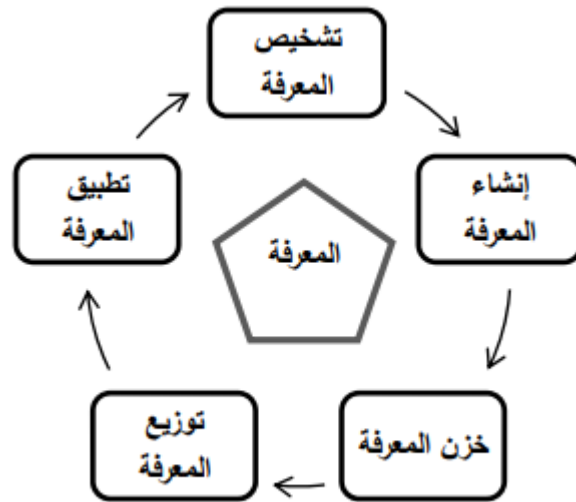 تشخيص
المعرفة
إنشاء
المعرفة
خزن المعرفة
توزيع
المعرفة
تطبيق
المعرفة
المعرفة